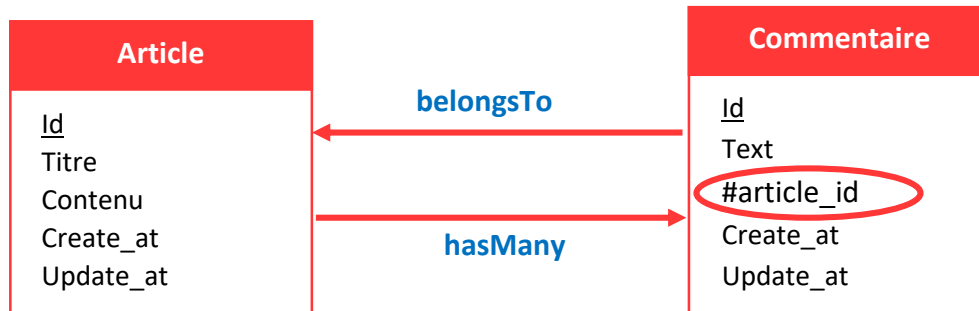 Article
Id
Titre
Contenu
Create_at
Update_at
belongsTo
hasMany
Commentaire
Id
Text
#article_id
Create_at
Update_at